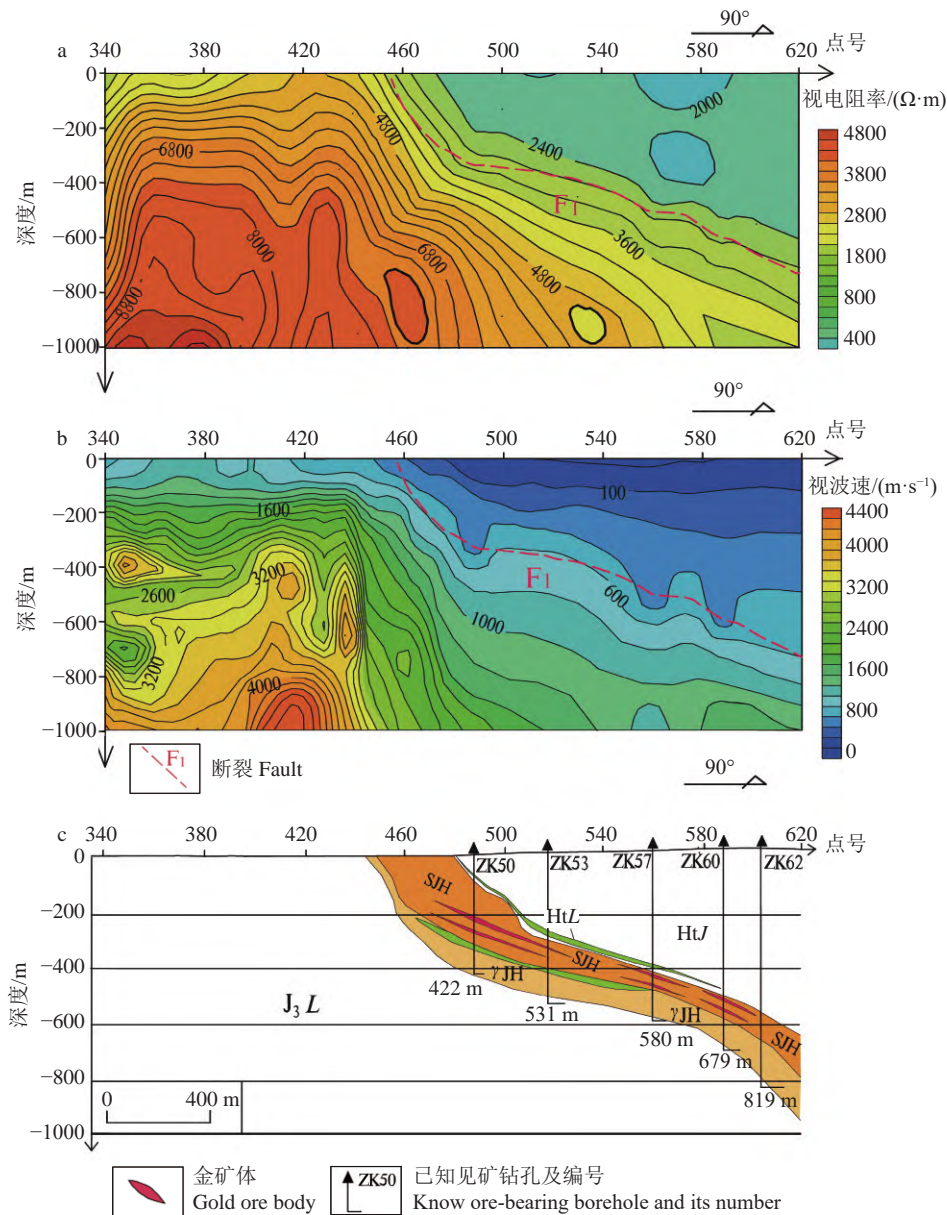 90°
a 340 380 420 460 500 540 580 620 点号
0
−200
−400
−600
−800
−1000
深度/m
6800
8000
8800
4800
6800
4800
3600
2400
2000
F1
视电阻率/(Ω·m)
4800
3800
2800
1800
800
400
90°
b 340 380 420 460 500 540 580 620 点号
0
−200
−400
−600
−800
−1000
深度/m
1600
2600
3200
3200
4000
1000
600
100
F1
视波速/(m·s⁻¹)
4400
4000
3200
2400
1600
800
0
F1 断裂 Fault
90°
c 340 380 420 460 500 540 580 620 点号
0
−200
−400
−600
−800
−1000
深度/m
ZK50 ZK53 ZK57 ZK60 ZK62
SJH
HtL
HtJ
SJH
γJH
γJH
SJH
J₃L
422 m
531 m
580 m
679 m
819 m
0 400 m
金矿体
Gold ore body
ZK50
已知见矿钻孔及编号
Know ore-bearing borehole and its number